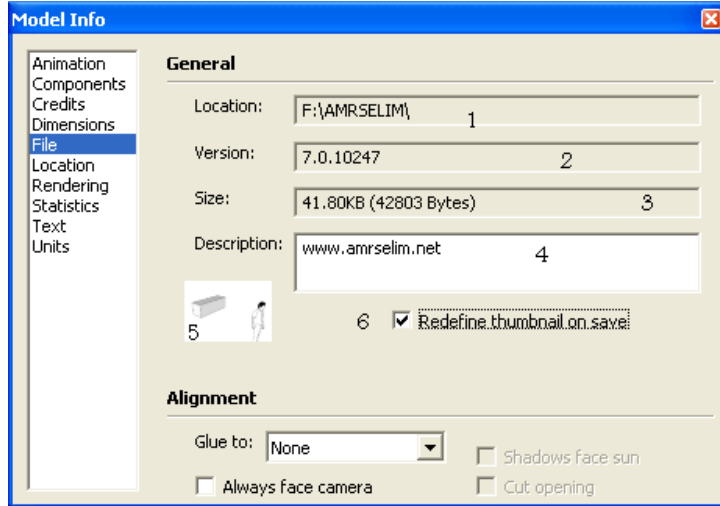 Model Info
Animation
Components
Credits
Dimensions
File
Location
Rendering
Statistics
Text
Units
General
Location: F:\AMRSELIM\ 1
Version: 7.0.10247 2
Size: 41.80KB (42803 Bytes) 3
Description: www.amrselim.net 4
5
6 Redefine thumbnail on save
Alignment
Glue to: None
Shadows face sun
Always face camera
Cut opening